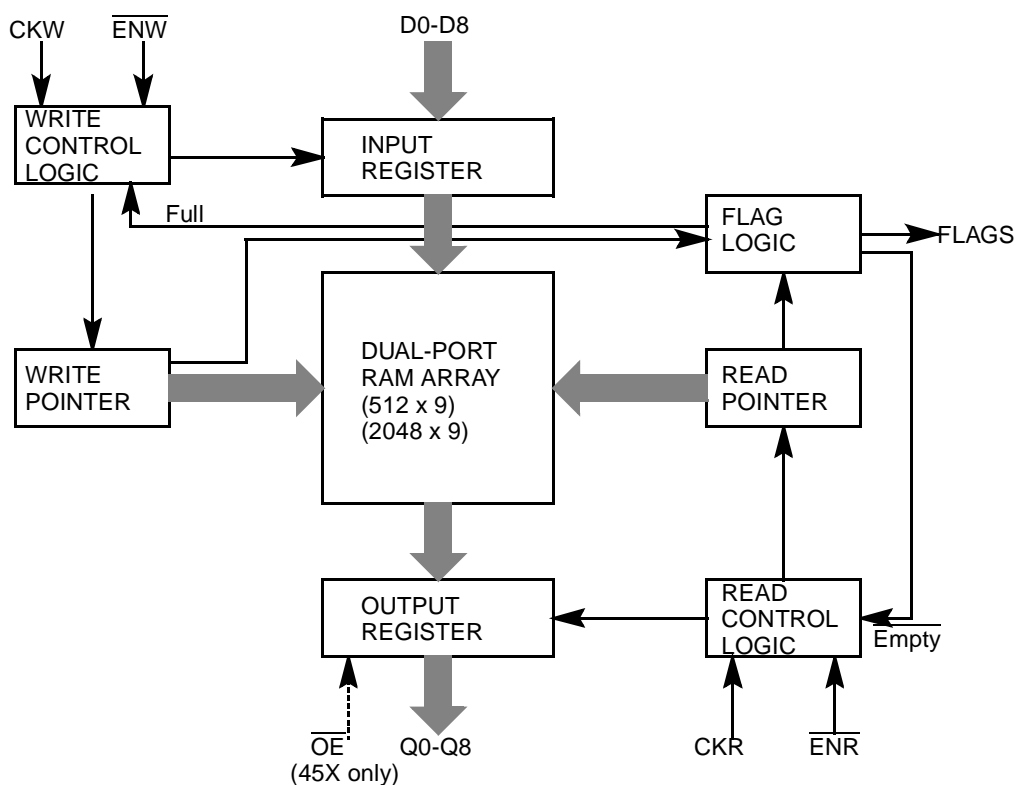 CKW
ENW
D0-D8
WRITE
CONTROL
LOGIC
INPUT
REGISTER
Full
FLAG
LOGIC
FLAGS
WRITE
POINTER
DUAL-PORT
RAM ARRAY
(512 x 9)
(2048 x 9)
READ
POINTER
OUTPUT
REGISTER
READ
CONTROL
LOGIC
Empty
OE
(45X only)
Q0-Q8
CKR
ENR